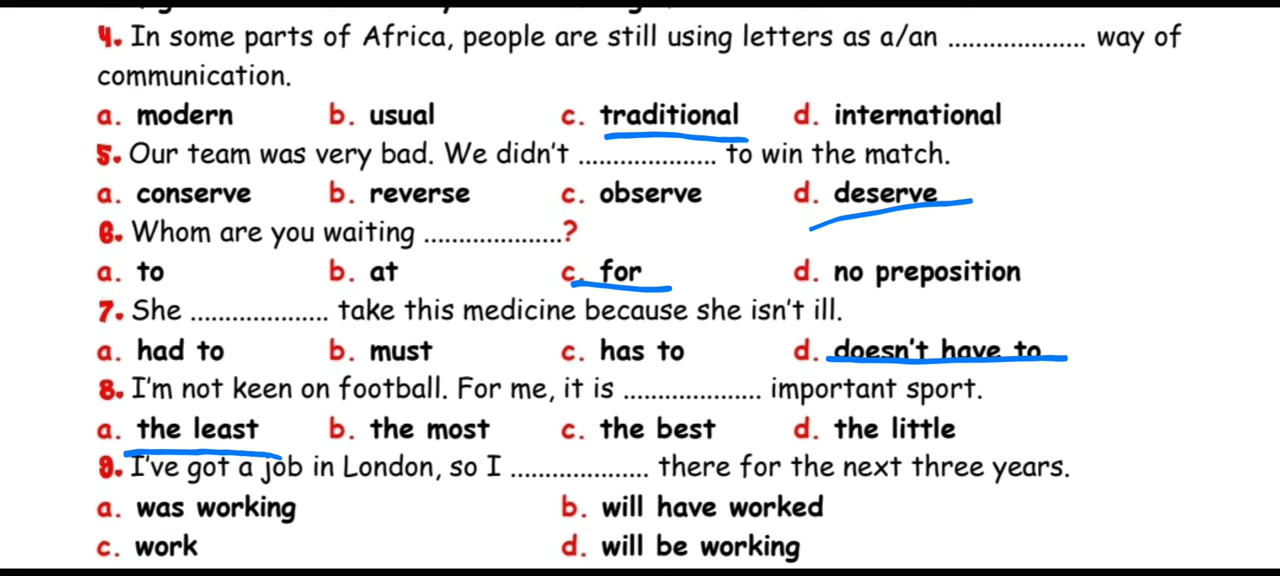 4. In some parts of Africa, people are still using letters as a/an .................... way of
communication.
a. modern b. usual c. traditional d. international
5. Our team was very bad. We didn't .................... to win the match.
a. conserve b. reverse c. observe d. deserve
6. Whom are you waiting ....................?
a. to b. at c. for d. no preposition
7. She .................... take this medicine because she isn't ill.
a. had to b. must c. has to d. doesn't have to
8. I'm not keen on football. For me, it is .................... important sport.
a. the least b. the most c. the best d. the little
9. I've got a job in London, so I .................... there for the next three years.
a. was working b. will have worked
c. work d. will be working